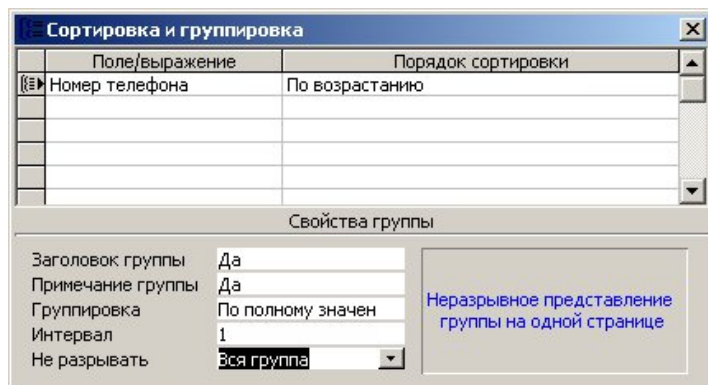 Сортировка и группировка
Поле/выражение Порядок сортировки
Номер телефона По возрастанию
Свойства группы
Заголовок группы Да
Примечание группы Да
Группировка По полному значен
Интервал 1
Не разрывать Вся группа
Неразрывное представление
группы на одной странице